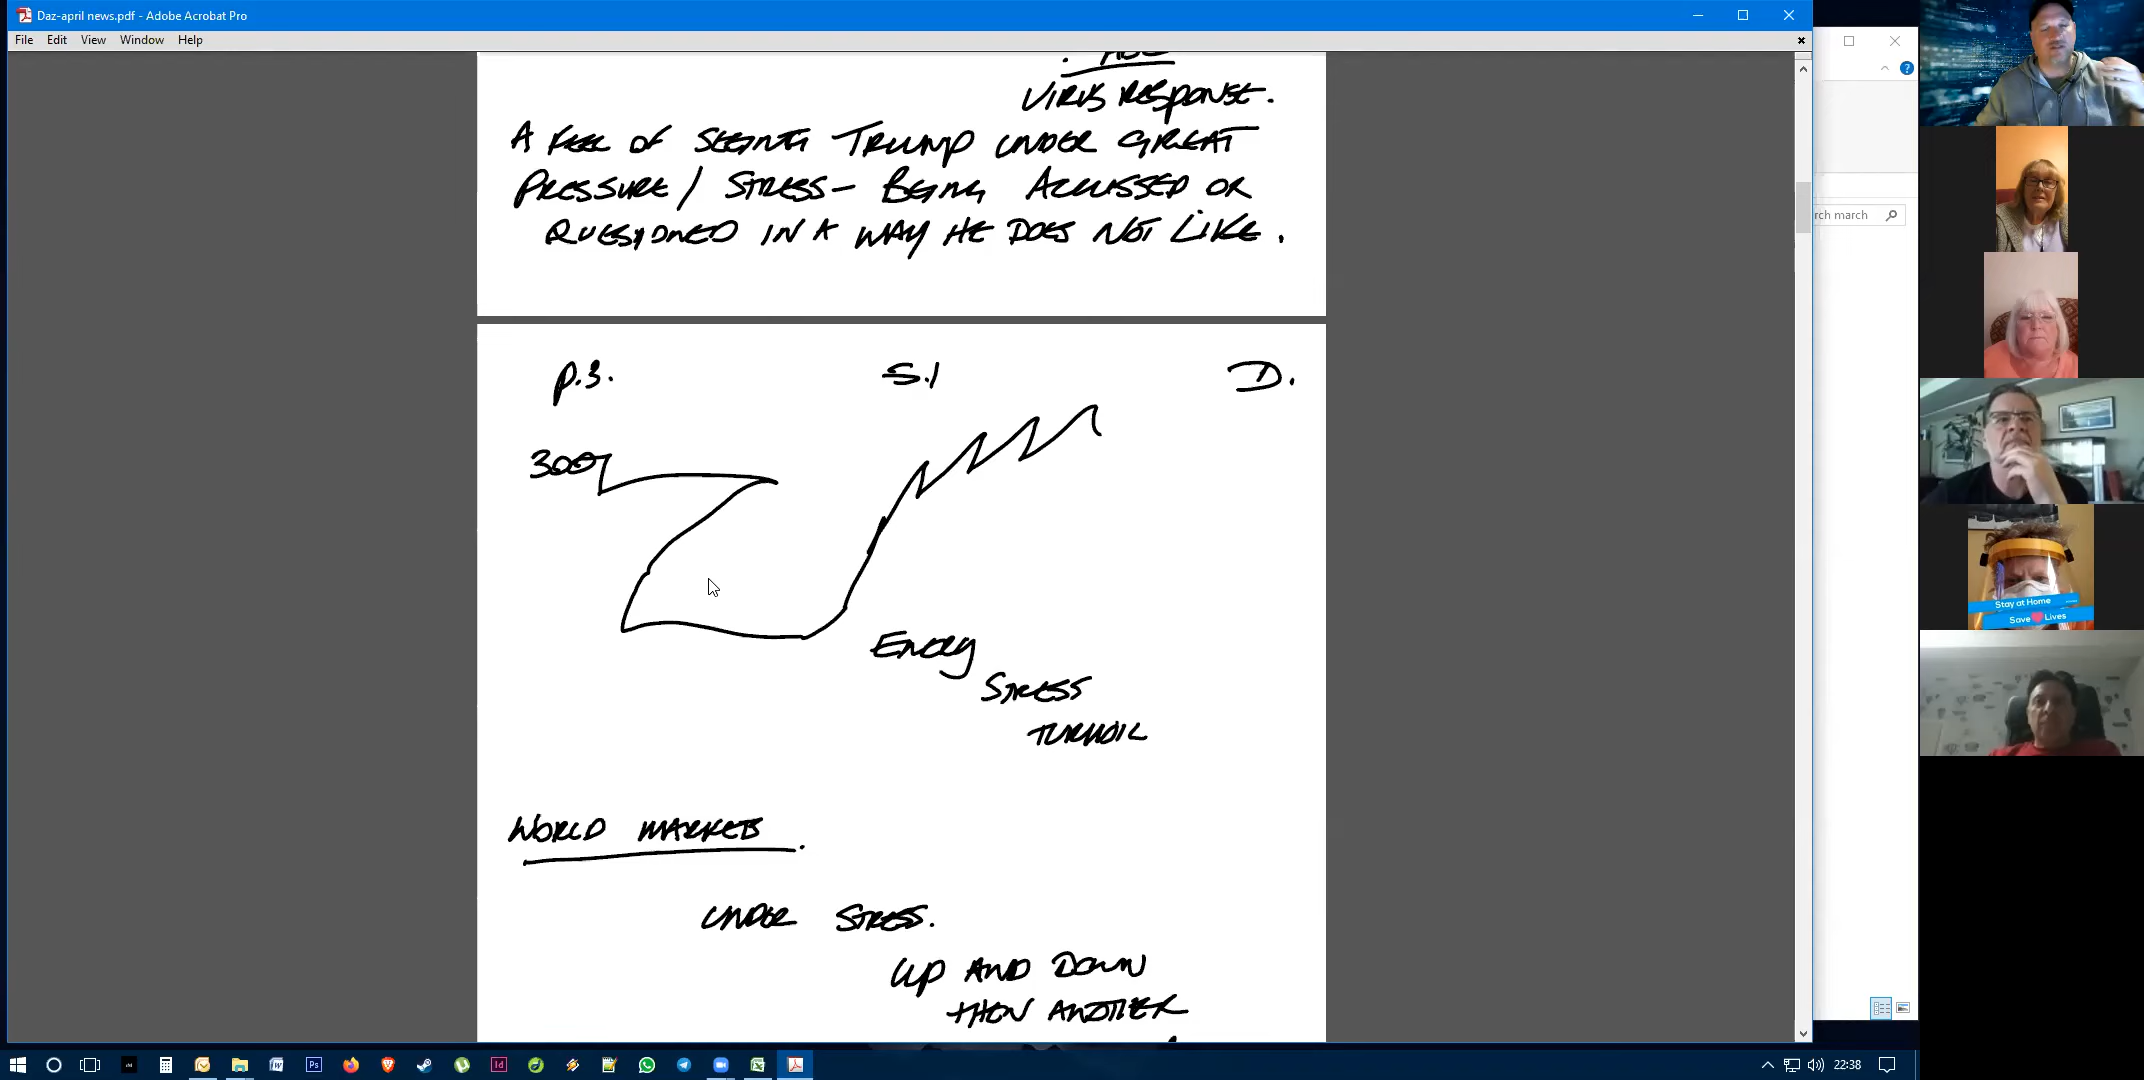 Daz-april news.pdf - Adobe Acrobat Pro
File Edit View Window Help
VIRUS RESPONSE.
A FEEL OF SEEING TRUMP UNDER GREAT
PRESSURE/ STRESS- BEING ACCUSSED OR
QUESTIONED IN A WAY HE DOES NOT LIKE.
P.3. S.1 D.
ENERGY
STRESS
TURMOIL
WORLD MARKETS.
UNDER STRESS.
UP AND DOWN
THEN ANOTHER
rch march
Stay at Home
Save Lives
22:38